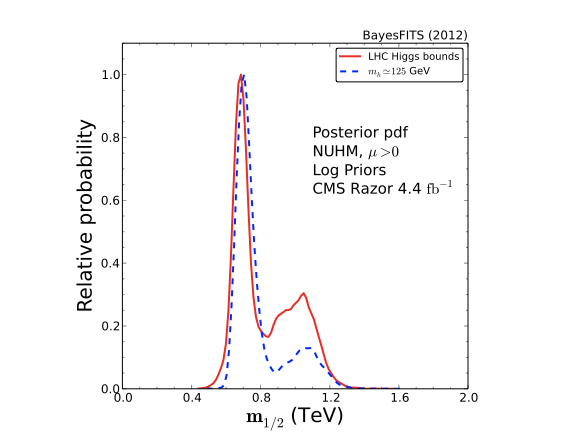 BayesFITS (2012)
LHC Higgs bounds
m_h ≃ 125 GeV
Posterior pdf
NUHM, μ > 0
Log Priors
CMS Razor 4.4 fb⁻¹
Relative probability
1.0
0.8
0.6
0.4
0.2
0.0
0.0 0.4 0.8 1.2 1.6 2.0
m_{1/2} (TeV)